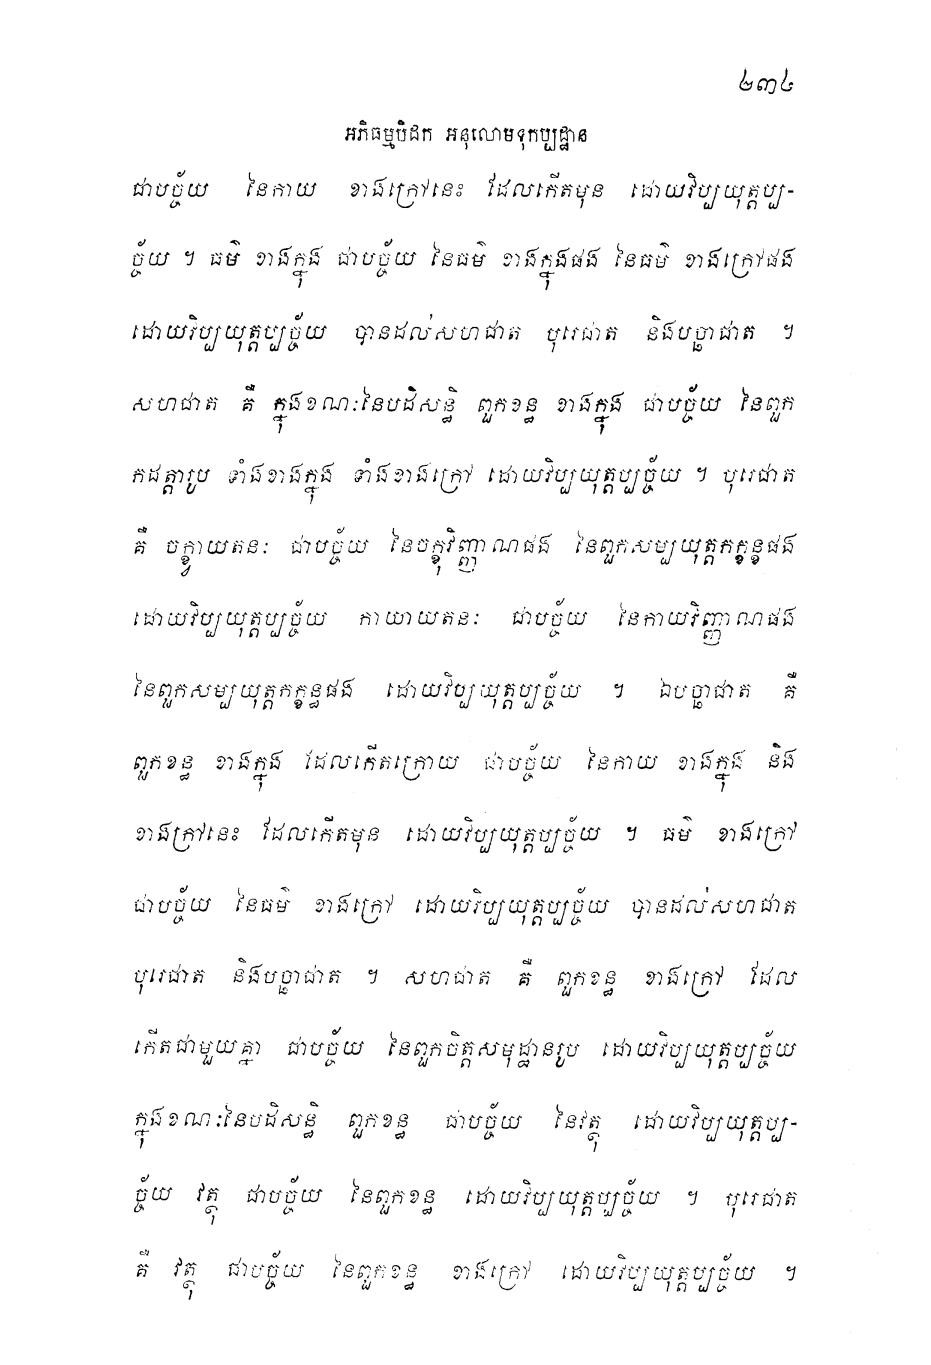 ២៣៤
អភិធម្មបិដក អនុលោមទុកប្បដ្ឋាន
ជាបច្ច័យ នៃកាយ ខាងក្រៅនេះ ដែលកើតមុន ដោយវិប្បយុត្តប្ប-
ច្ច័យ ។ ធម៌ ខាងក្នុង ជាបច្ច័យ នៃធម៌ ខាងក្នុងផង នៃធម៌ ខាងក្រៅផង
ដោយវិប្បយុត្តប្បច្ច័យ បានដល់សហជាត បុរេជាត និងបច្ឆាជាត ។
សហជាត គឺ ក្នុងខណៈនៃបដិសន្ធិ ពួកខន្ធ ខាងក្នុង ជាបច្ច័យ នៃពួក
កដត្តារូប ទាំងខាងក្នុង ទាំងខាងក្រៅ ដោយវិប្បយុត្តប្បច្ច័យ ។ បុរេជាត
គឺ ចក្ខ្វាយតនៈ ជាបច្ច័យ នៃចក្ខុវិញ្ញាណផង នៃពួកសម្បយុត្តកក្ខន្ធផង
ដោយវិប្បយុត្តប្បច្ច័យ កាយាយតនៈ ជាបច្ច័យ នៃកាយវិញ្ញាណផង
នៃពួកសម្បយុត្តកក្ខន្ធផង ដោយវិប្បយុត្តប្បច្ច័យ ។ ឯបច្ឆាជាត គឺ
ពួកខន្ធ ខាងក្នុង ដែលកើតក្រោយ ជាបច្ច័យ នៃកាយ ខាងក្នុង និង
ខាងក្រៅនេះ ដែលកើតមុន ដោយវិប្បយុត្តប្បច្ច័យ ។ ធម៌ ខាងក្រៅ
ជាបច្ច័យ នៃធម៌ ខាងក្រៅ ដោយវិប្បយុត្តប្បច្ច័យ បានដល់សហជាត
បុរេជាត និងបច្ឆាជាត ។ សហជាត គឺ ពួកខន្ធ ខាងក្រៅ ដែល
កើតជាមួយគ្នា ជាបច្ច័យ នៃពួកចិត្តសមុដ្ឋានរូប ដោយវិប្បយុត្តប្បច្ច័យ
ក្នុងខណៈនៃបដិសន្ធិ ពួកខន្ធ ជាបច្ច័យ នៃវត្ថុ ដោយវិប្បយុត្តប្ប-
ច្ច័យ វត្ថុ ជាបច្ច័យ នៃពួកខន្ធ ដោយវិប្បយុត្តប្បច្ច័យ ។ បុរេជាត
គឺ វត្ថុ ជាបច្ច័យ នៃពួកខន្ធ ខាងក្រៅ ដោយវិប្បយុត្តប្បច្ច័យ ។